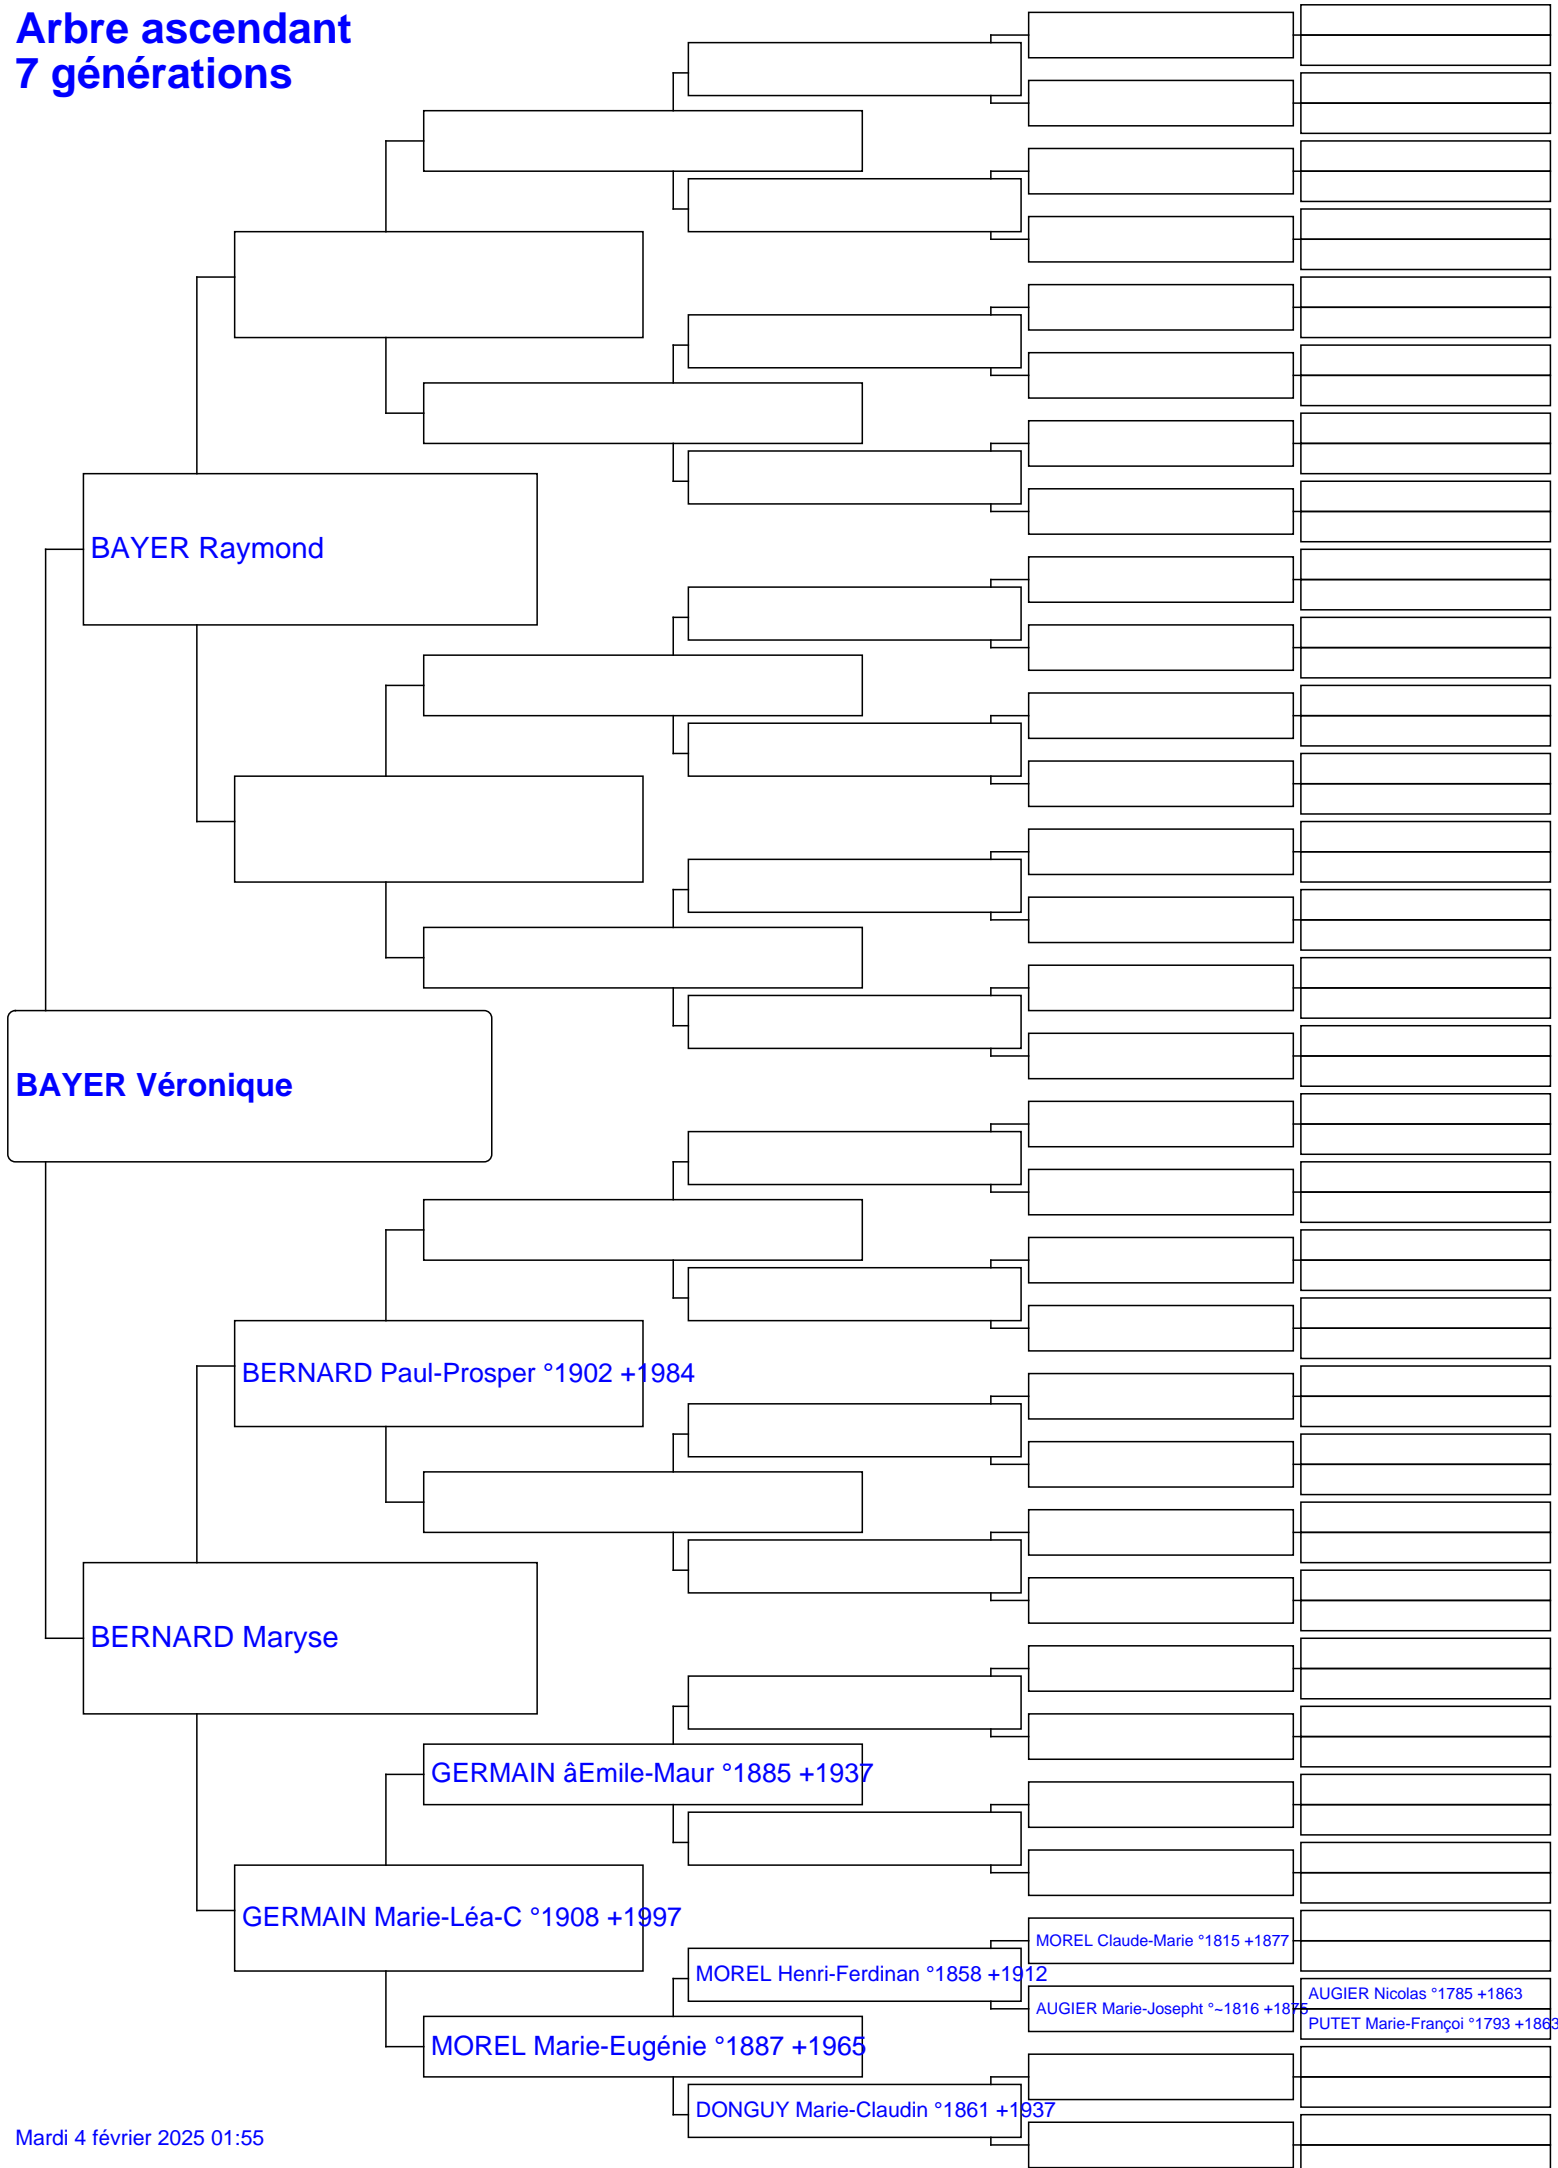 Arbre ascendant
7 générations
BAYER Raymond
BAYER Véronique
BERNARD Paul-Prosper °1902 +1984
BERNARD Maryse
GERMAIN âEmile-Maur °1885 +1937
GERMAIN Marie-Léa-C °1908 +1997
MOREL Claude-Marie °1815 +1877
MOREL Henri-Ferdinan °1858 +1912
AUGIER Nicolas °1785 +1863
AUGIER Marie-Josepht °~1816 +1875
PUTET Marie-Françoi °1793 +1863
MOREL Marie-Eugénie °1887 +1965
DONGUY Marie-Claudin °1861 +1937
Mardi 4 février 2025 01:55